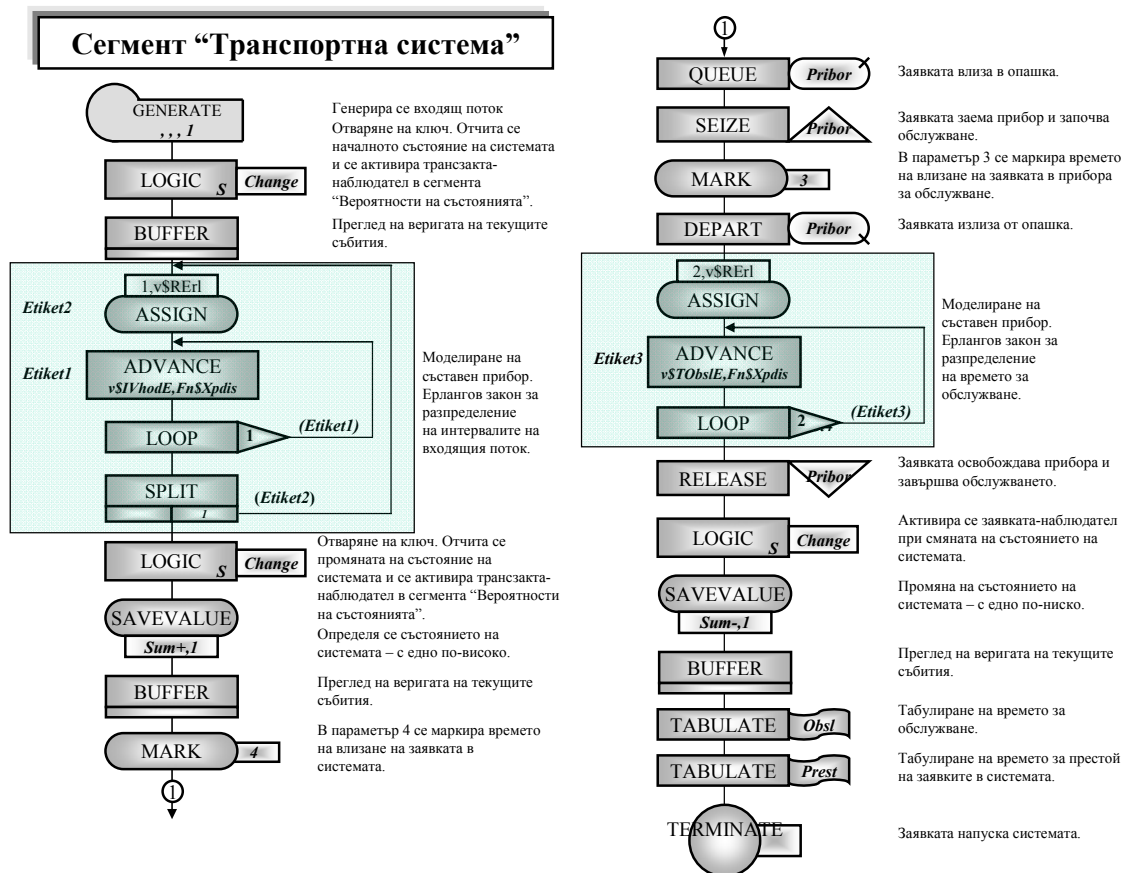 Сегмент “Транспортна система”
GENERATE
, , , 1
Генерира се входящ поток
LOGIC
S
Change
Отваряне на ключ. Отчита се
началното състояние на системата
и се активира трансзакта-
наблюдател в сегмента
“Вероятности на състоянията”.
BUFFER
Преглед на веригата на текущите
събития.
Etiket2
1,v$RErl
ASSIGN
Etiket1
ADVANCE
v$IVhodE,Fn$Xpdis
LOOP
1
(Etiket1)
SPLIT
1
(Etiket2)
Моделиране на
съставен прибор.
Ерлангов закон за
разпределение
на интервалите на
входящия поток.
LOGIC
S
Change
Отваряне на ключ. Отчита се
промяната на състояние на
системата и се активира трансзакта-
наблюдател в сегмента “Вероятности
на състоянията”.
SAVEVALUE
Sum+,1
Определя се състоянието на
системата – с едно по-високо.
BUFFER
Преглед на веригата на текущите
събития.
MARK
4
В параметър 4 се маркира времето
на влизане на заявката в
системата.
1
1
QUEUE
Pribor
Заявката влиза в опашка.
SEIZE
Pribor
Заявката заема прибор и започва
обслужване.
MARK
3
В параметър 3 се маркира времето
на влизане на заявката в прибора
за обслужване.
DEPART
Pribor
Заявката излиза от опашка.
2,v$RErl
ASSIGN
Etiket3
ADVANCE
v$TObslE,Fn$Xpdis
LOOP
2
(Etiket3)
Моделиране на
съставен прибор.
Ерлангов закон за
разпределение
на времето за
обслужване.
RELEASE
Pribor
Заявката освобождава прибора и
завършва обслужването.
LOGIC
S
Change
Активира се заявката-наблюдател
при смяната на състоянието на
системата.
SAVEVALUE
Sum-,1
Промяна на състоянието на
системата – с едно по-ниско.
BUFFER
Преглед на веригата на текущите
събития.
TABULATE
Obsl
Табулиране на времето за
обслужване.
TABULATE
Prest
Табулиране на времето за престой
на заявките в системата.
TERMINATE
Заявката напуска системата.